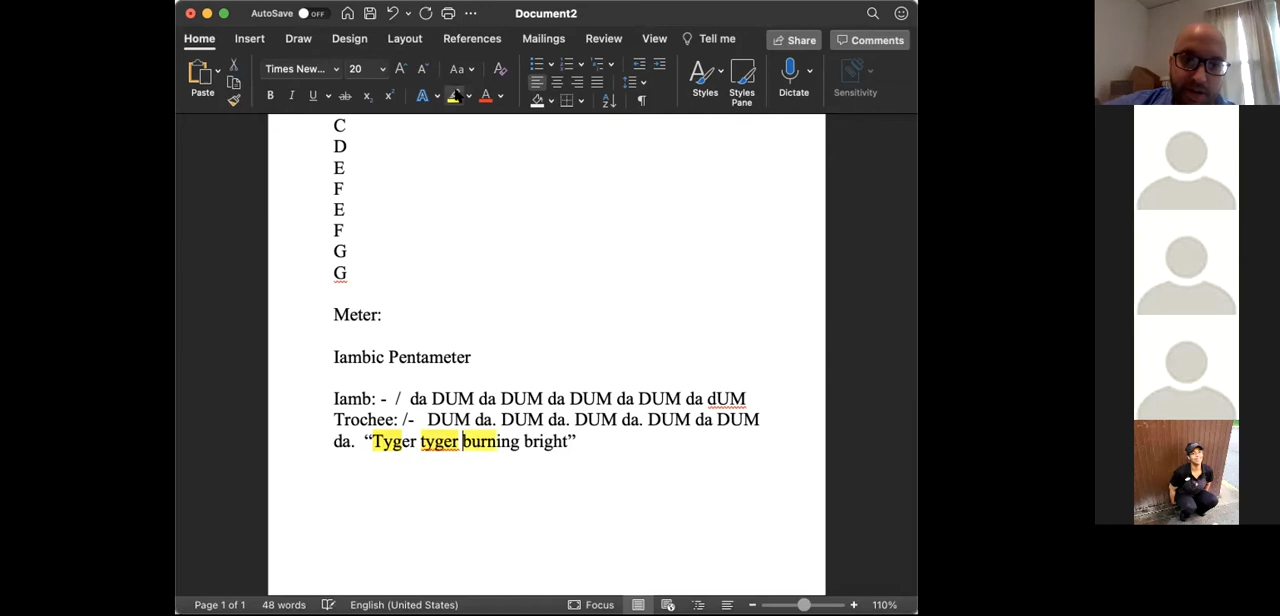 AutoSave OFF Document2
Home Insert Draw Design Layout References Mailings Review View Tell me Share Comments
Paste Times New... 20 Aa Styles Styles Pane Dictate Sensitivity
C
D
E
F
E
F
G
G
Meter:
Iambic Pentameter
Iamb: - / da DUM da DUM da DUM da DUM da dUM
Trochee: /- DUM da. DUM da. DUM da. DUM da DUM
da. “Tyger tyger burning bright”
Page 1 of 1 48 words English (United States) Focus 110%